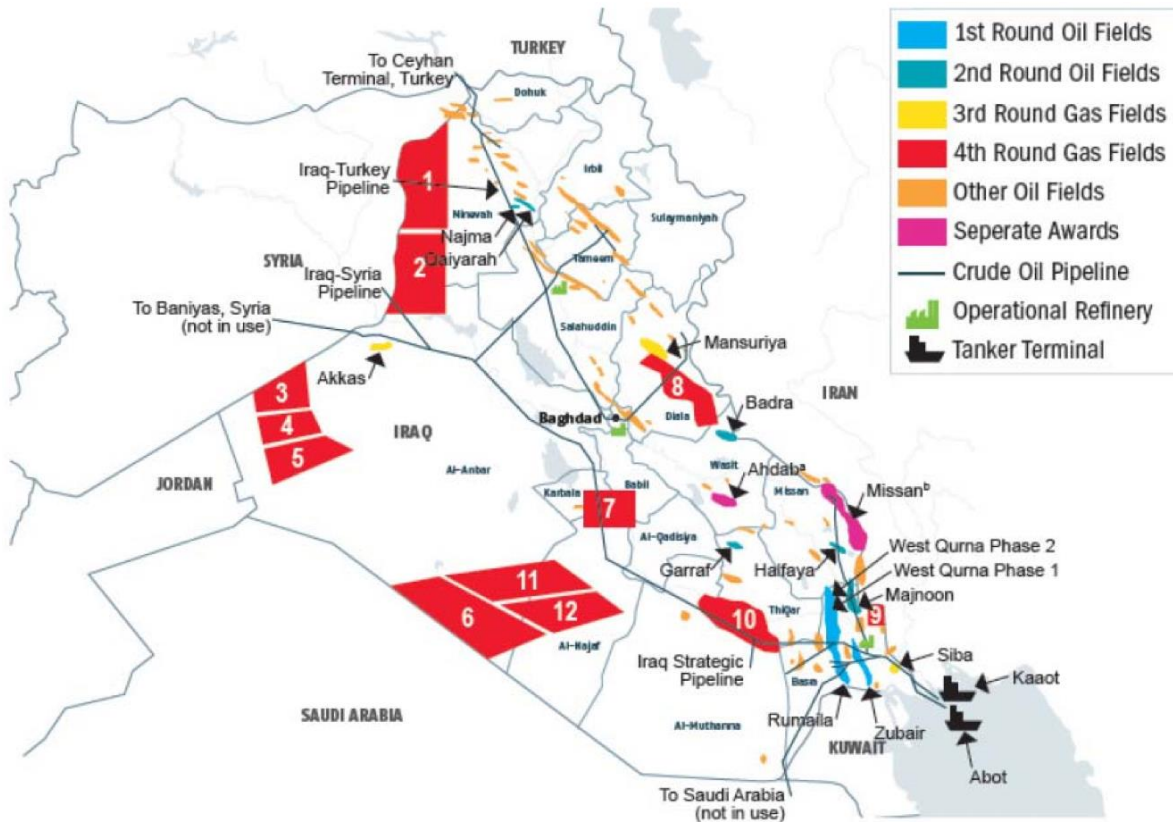 TURKEY
To Ceyhan
Terminal, Turkey
Dohuk
Iraq-Turkey
Pipeline
1
Irbil
Ninevah
Najma
Qaiyarah
Sulaymaniyah
SYRIA
2
Tameem
Iraq-Syria
Pipeline
To Baniyas, Syria
(not in use)
Salahuddin
Mansuriya
Akkas
3
8
IRAN
4
Baghdad
Diala
Badra
5
IRAQ
Al-Anbar
Wasit
Ahdabᵃ
JORDAN
Karbala
Babil
Missan
Missanᵇ
7
Al-Qadisiya
Garraf
Halfaya
West Qurna Phase 2
West Qurna Phase 1
Majnoon
11
6
12
10
ThiQar
9
Al-Najaf
Iraq Strategic
Pipeline
Basra
Siba
Kaaot
SAUDI ARABIA
Al-Muthanna
Rumaila
Zubair
KUWAIT
Abot
To Saudi Arabia
(not in use)
1st Round Oil Fields
2nd Round Oil Fields
3rd Round Gas Fields
4th Round Gas Fields
Other Oil Fields
Seperate Awards
Crude Oil Pipeline
Operational Refinery
Tanker Terminal